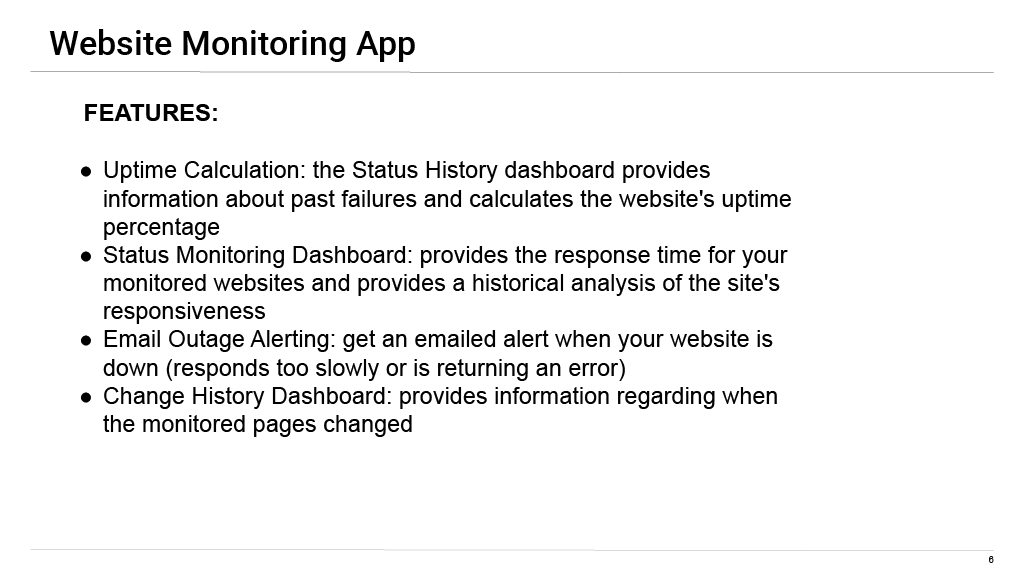 Website Monitoring App
FEATURES:
● Uptime Calculation: the Status History dashboard provides
information about past failures and calculates the website's uptime
percentage
● Status Monitoring Dashboard: provides the response time for your
monitored websites and provides a historical analysis of the site's
responsiveness
● Email Outage Alerting: get an emailed alert when your website is
down (responds too slowly or is returning an error)
● Change History Dashboard: provides information regarding when
the monitored pages changed
6